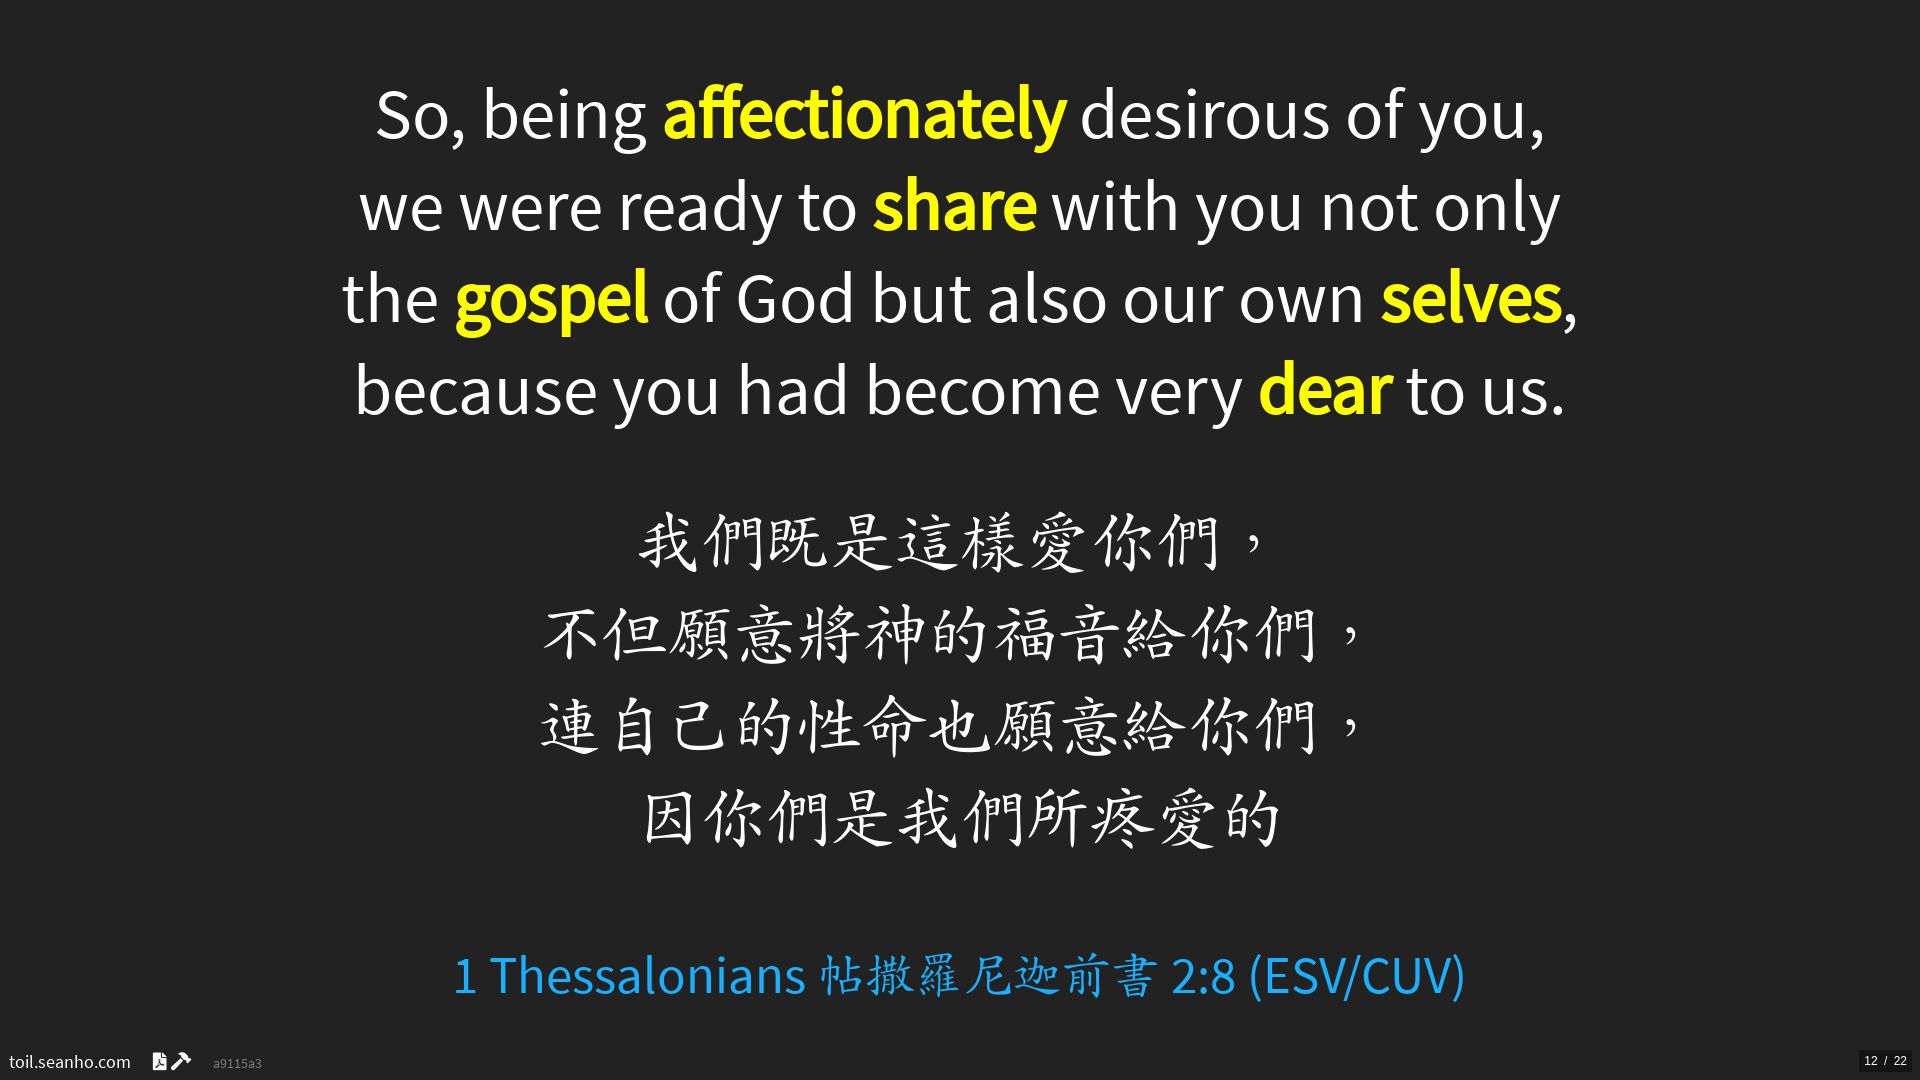 So, being affectionately desirous of you,
we were ready to share with you not only
the gospel of God but also our own selves,
because you had become very dear to us.
我們既是這樣愛你們，
不但願意將神的福音給你們，
連自己的性命也願意給你們，
因你們是我們所疼愛的
1 Thessalonians 帖撒羅尼迦前書 2:8 (ESV/CUV)
toil.seanho.com a9115a3
12 / 22